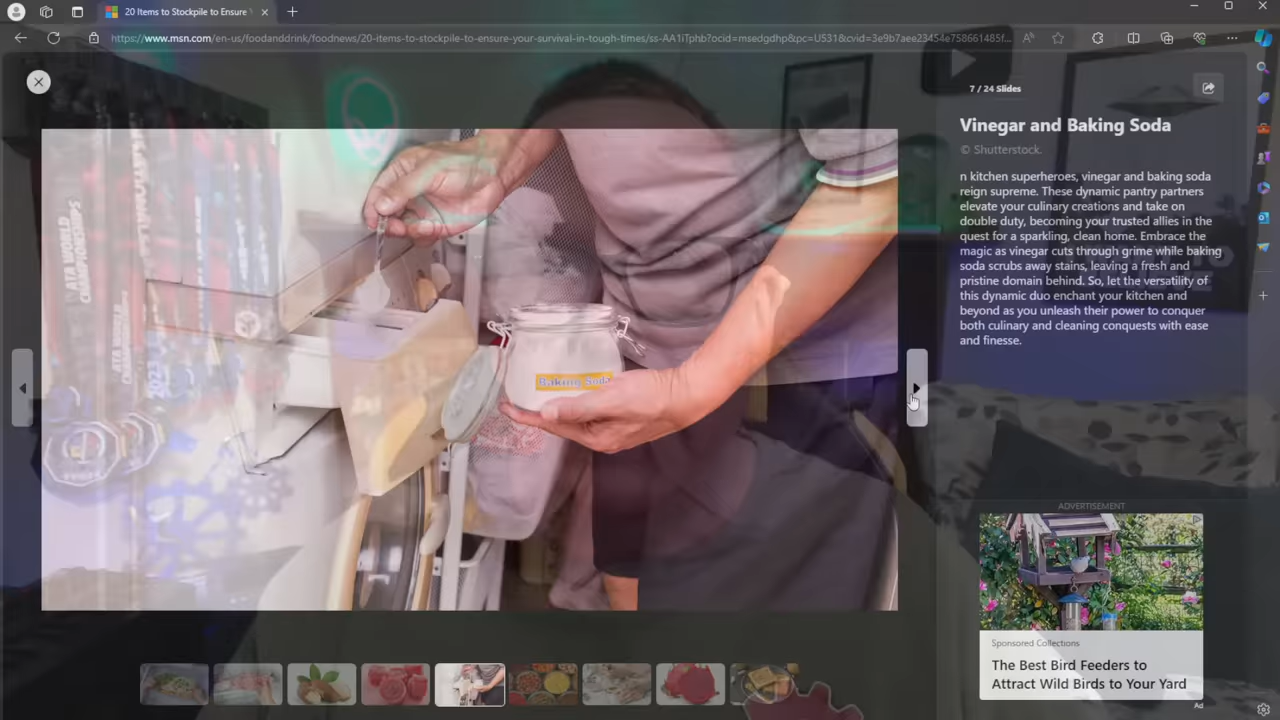 20 Items to Stockpile to Ensure
https://www.msn.com/en-us/foodanddrink/foodnews/20-items-to-stockpile-to-ensure-your-survival-in-tough-times/ss-AA1iTphb?ocid=msedgdhp&pc=U531&cvid=3e9b7aee23454e758661485f...
7 / 24 Slides
Vinegar and Baking Soda
© Shutterstock.
n kitchen superheroes, vinegar and baking soda
reign supreme. These dynamic pantry partners
elevate your culinary creations and take on
double duty, becoming your trusted allies in the
quest for a sparkling, clean home. Embrace the
magic as vinegar cuts through grime while baking
soda scrubs away stains, leaving a fresh and
pristine domain behind. So, let the versatility of
this dynamic duo enchant your kitchen and
beyond as you unleash their power to conquer
both culinary and cleaning conquests with ease
and finesse.
Baking Soda
ATA WORLD
CHAMPIONSHIPS
ATA WORLD
2021
ADVERTISEMENT
Sponsored Collections
The Best Bird Feeders to
Attract Wild Birds to Your Yard
Ad